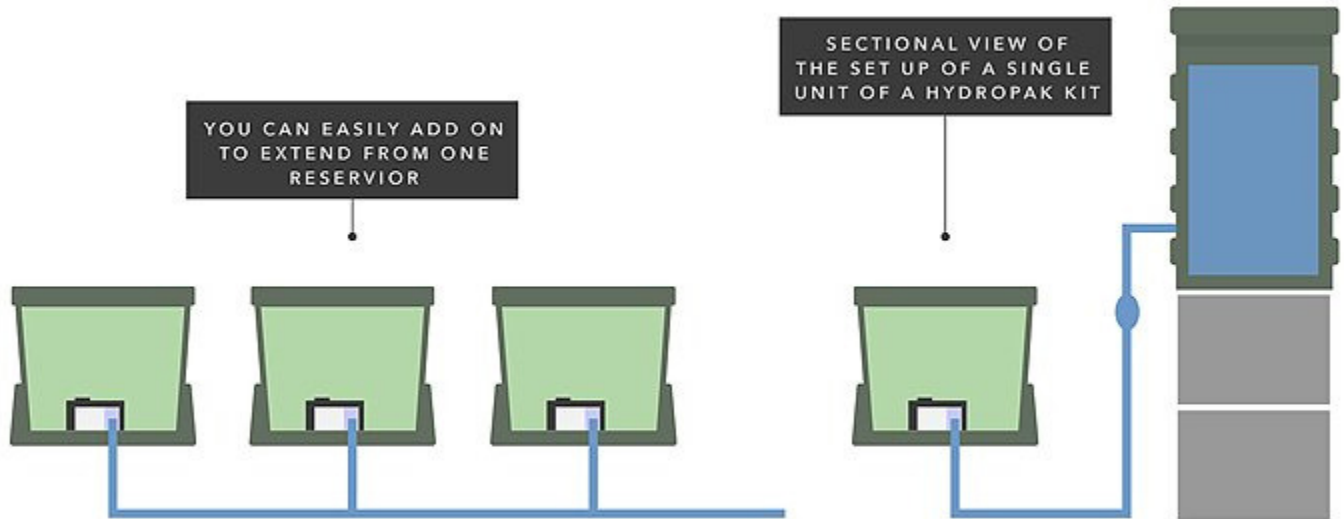 YOU CAN EASILY ADD ON
TO EXTEND FROM ONE
RESERVIOR
SECTIONAL VIEW OF
THE SET UP OF A SINGLE
UNIT OF A HYDROPAK KIT